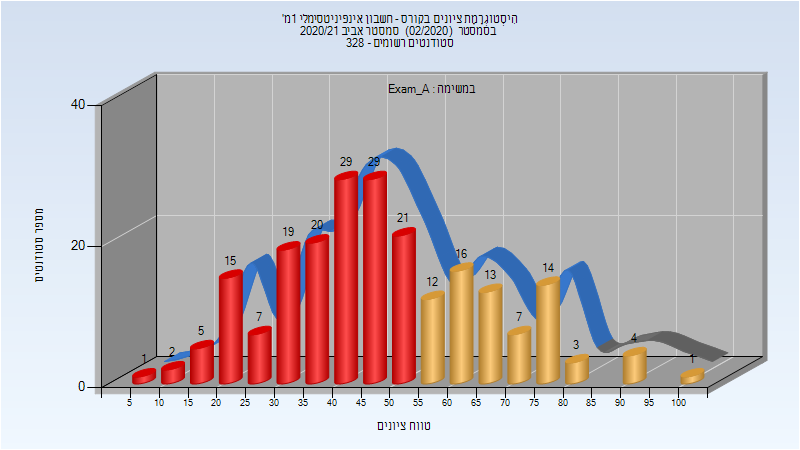 היסטוגרמת ציונים בקורס - חשבון אינפיניטסימלי 1מ'
בסמסטר (02/2020) סמסטר אביב 2020/21
סטודנטים רשומים - 328
במשימה : Exam_A
מספר סטודנטים
40
20
0
1 2 5 15 7 19 20 29 29 21 12 16 13 7 14 3 4 1
5 10 15 20 25 30 35 40 45 50 55 60 65 70 75 80 85 90 95 100
טווח ציונים